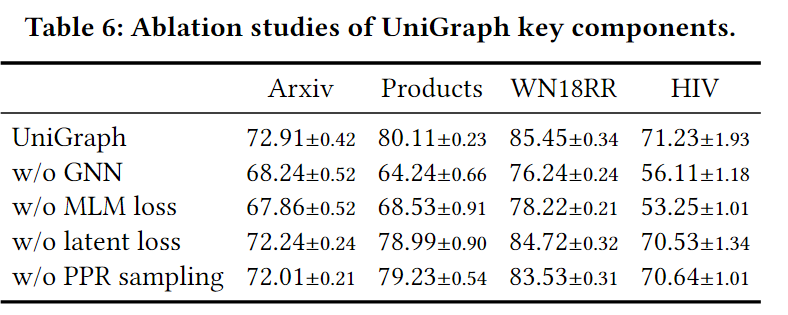 Table 6: Ablation studies of UniGraph key components.
Arxiv Products WN18RR HIV
UniGraph 72.91±0.42 80.11±0.23 85.45±0.34 71.23±1.93
w/o GNN 68.24±0.52 64.24±0.66 76.24±0.24 56.11±1.18
w/o MLM loss 67.86±0.52 68.53±0.91 78.22±0.21 53.25±1.01
w/o latent loss 72.24±0.24 78.99±0.90 84.72±0.32 70.53±1.34
w/o PPR sampling 72.01±0.21 79.23±0.54 83.53±0.31 70.64±1.01